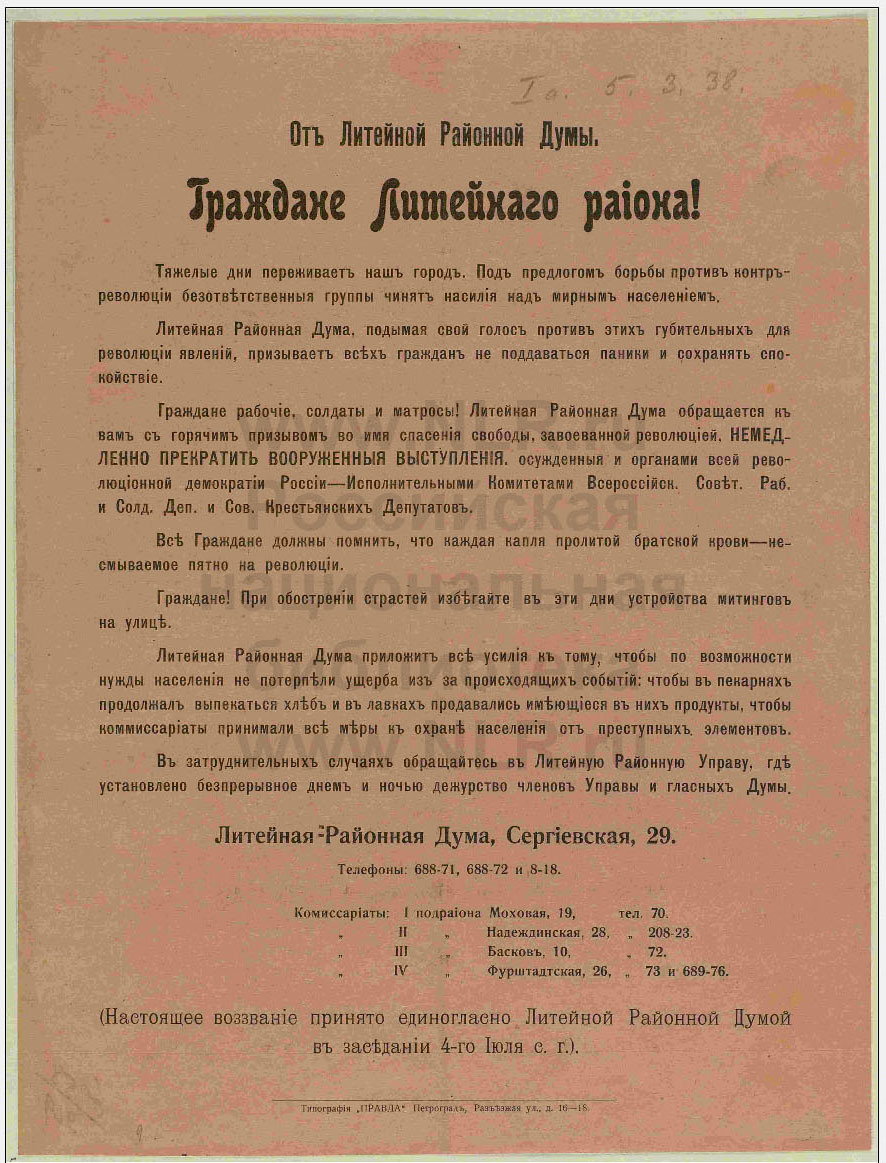 Iа. 5. 3. 38.
Отъ Литейной Районной Думы.
Граждане Литейнаго раіона!
Тяжелые дни переживаетъ нашъ городъ. Подъ предлогомъ борьбы противъ контръ-
революціи безотвѣтственныя группы чинятъ насилія надъ мирнымъ населеніемъ.
Литейная Районная Дума, подымая свой голосъ противъ этихъ губительныхъ для
революціи явленій, призываетъ всѣхъ гражданъ не поддаваться паники и сохранять спо-
койствіе.
Граждане рабочіе, солдаты и матросы! Литейная Районная Дума обращается къ
вамъ съ горячимъ призывомъ во имя спасенія свободы, завоеванной революціей, НЕМЕД-
ЛЕННО ПРЕКРАТИТЬ ВООРУЖЕННЫЯ ВЫСТУПЛЕНІЯ, осужденныя и органами всей рево-
люціонной демократіи Россіи—Исполнительными Комитетами Всероссійск. Совѣт. Раб.
и Солд. Деп. и Сов. Крестьянскихъ Депутатовъ.
Всѣ Граждане должны помнить, что каждая капля пролитой братской крови—не-
смываемое пятно на революціи.
Граждане! При обостреніи страстей избѣгайте въ эти дни устройства митинговъ
на улицѣ.
Литейная Районная Дума приложитъ всѣ усилія къ тому, чтобы по возможности
нужды населенія не потерпѣли ущерба изъ за происходящихъ событій: чтобы въ пекарняхъ
продолжалъ выпекаться хлѣбъ и въ лавкахъ продавались имѣющіеся въ нихъ продукты, чтобы
коммиссаріаты принимали всѣ мѣры къ охранѣ населенія отъ преступныхъ элементовъ.
Въ затруднительныхъ случаяхъ обращайтесь въ Литейную Районную Управу, гдѣ
установлено безпрерывное днемъ и ночью дежурство членовъ Управы и гласныхъ Думы.
Литейная Районная Дума, Сергіевская, 29.
Телефоны: 688-71, 688-72 и 8-18.
Комиссаріаты: I подраіона Моховая, 19, тел. 70.
„ II „ Надеждинская, 28, „ 208-23.
„ III „ Басковъ, 10, „ 72.
„ IV „ Фурштадтская, 26, „ 73 и 689-76.
(Настоящее воззваніе принято единогласно Литейной Районной Думой
въ засѣданіи 4-го Іюля с. г.).
Типографія „ПРАВДА“ Петроградъ, Разъѣзжая ул., д. 16—18.
www.NLR.ru
Российская
национальная
библиотека
www.NLR.ru